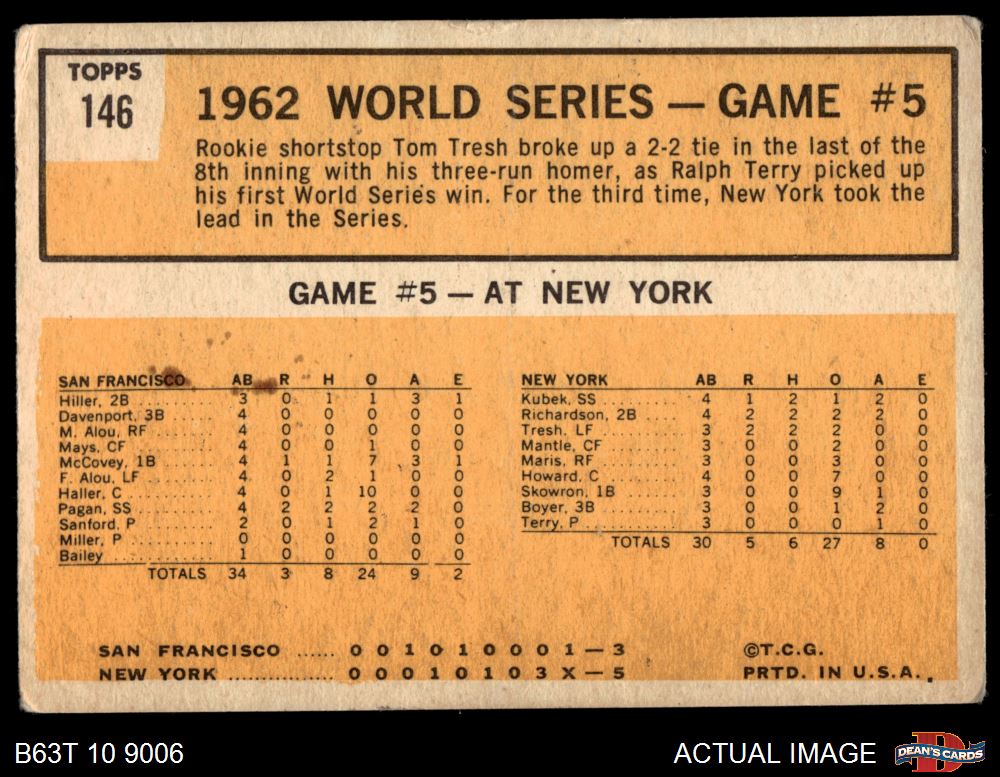 TOPPS
146
1962 WORLD SERIES — GAME #5
Rookie shortstop Tom Tresh broke up a 2-2 tie in the last of the
8th inning with his three-run homer, as Ralph Terry picked up
his first World Series win. For the third time, New York took the
lead in the Series.
GAME #5 — AT NEW YORK
SAN FRANCISCO AB R H O A E
Hiller, 2B .......... 3 0 1 1 3 1
Davenport, 3B ...... 4 0 0 0 0 0
M. Alou, RF ........ 4 0 0 0 0 0
Mays, CF ........... 4 0 0 1 0 0
McCovey, 1B ....... 4 1 1 7 3 1
F. Alou, LF ......... 4 0 2 1 0 0
Haller, C ........... 4 0 1 10 0 0
Pagan, SS .......... 4 2 2 2 2 0
Sanford, P .......... 2 0 1 2 1 0
Miller, P ............ 0 0 0 0 0 0
Bailey .............. 1 0 0 0 0 0
TOTALS 34 3 8 24 9 2
NEW YORK AB R H O A E
Kubek, SS .......... 4 1 2 1 2 0
Richardson, 2B ..... 4 2 2 2 2 0
Tresh, LF .......... 3 2 2 2 0 0
Mantle, CF ......... 3 0 0 2 0 0
Maris, RF .......... 3 0 0 3 0 0
Howard, C ......... 4 0 0 7 0 0
Skowron, 1B ....... 3 0 0 9 1 0
Boyer, 3B .......... 3 0 0 1 2 0
Terry, P ............ 3 0 0 0 1 0
TOTALS 30 5 6 27 8 0
SAN FRANCISCO ...... 0 0 1 0 1 0 0 0 1 — 3
NEW YORK ................ 0 0 0 1 0 1 0 3 X — 5
©T.C.G.
PRTD. IN U.S.A.
B63T 10 9006
ACTUAL IMAGE
D
DEAN'S CARDS